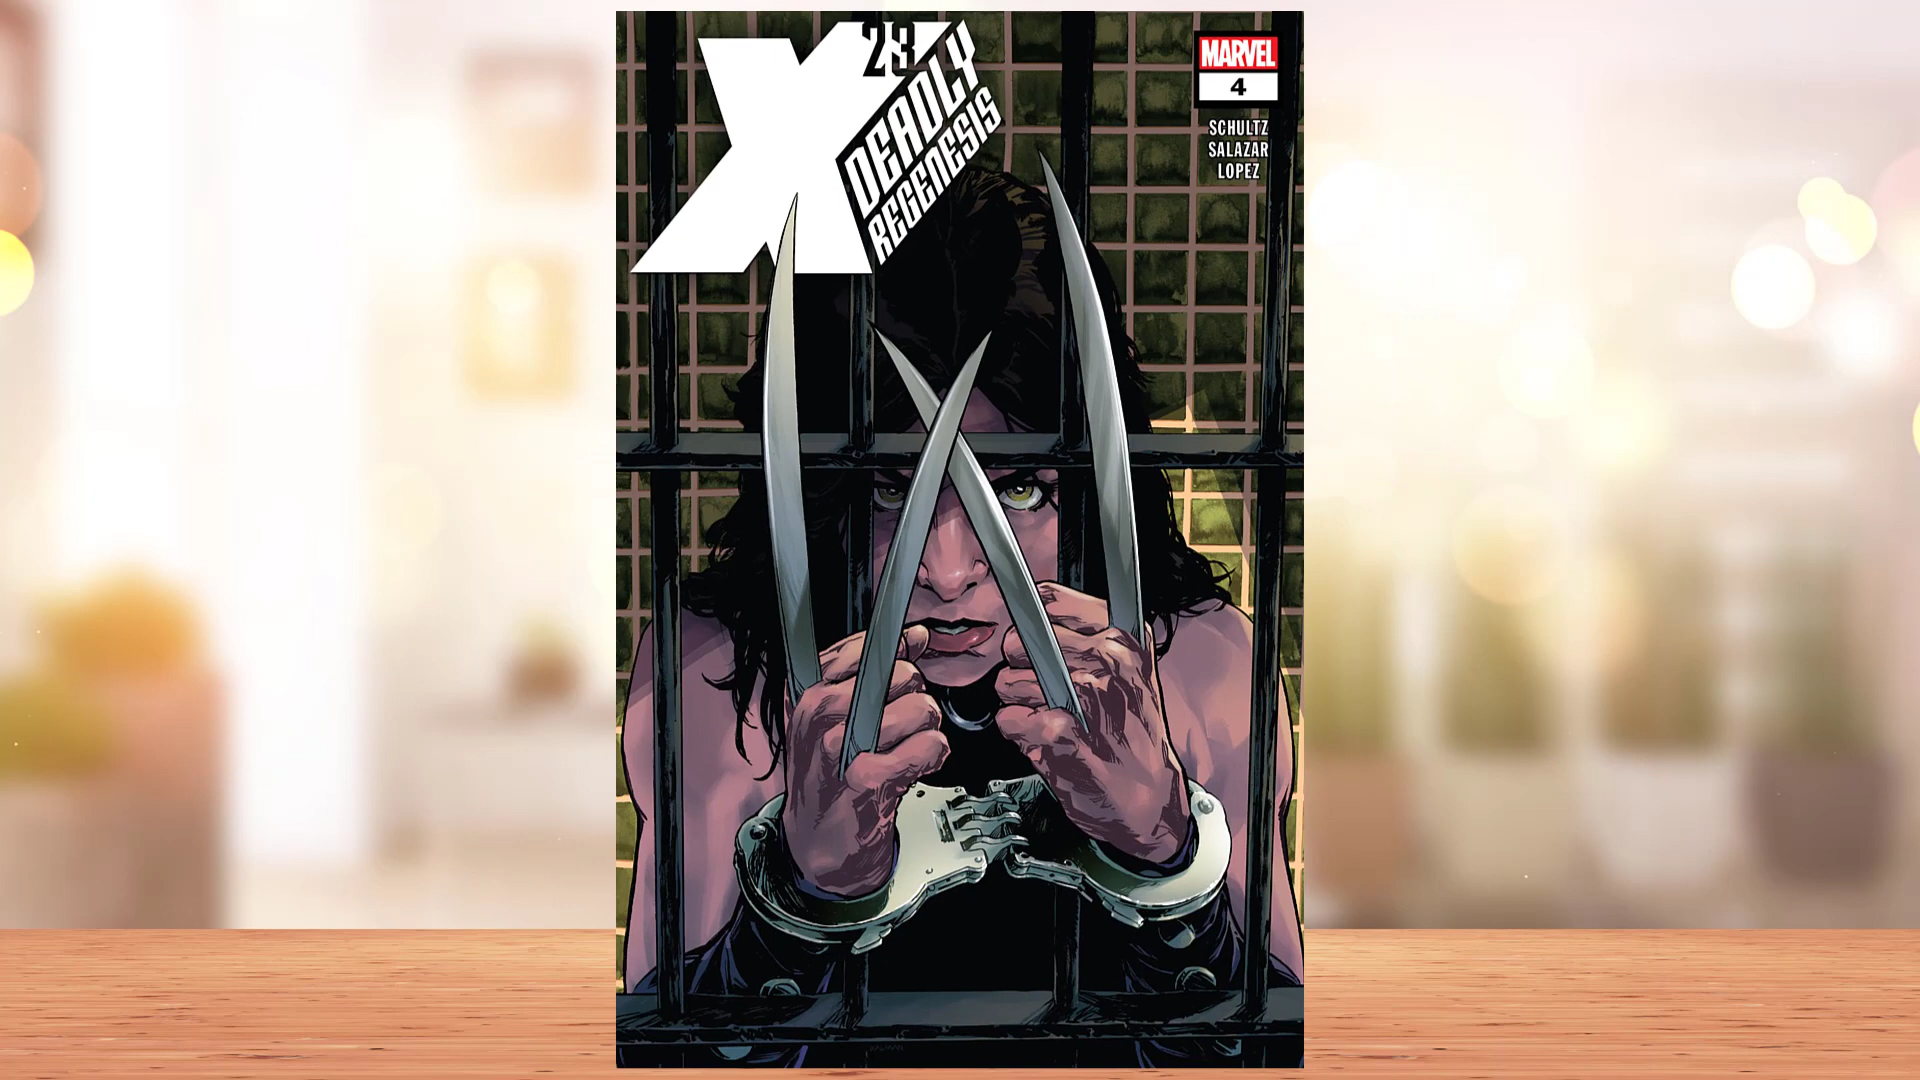 X
23
DEADLY
REGENESIS
MARVEL
4
SCHULTZ
SALAZAR
LOPEZ